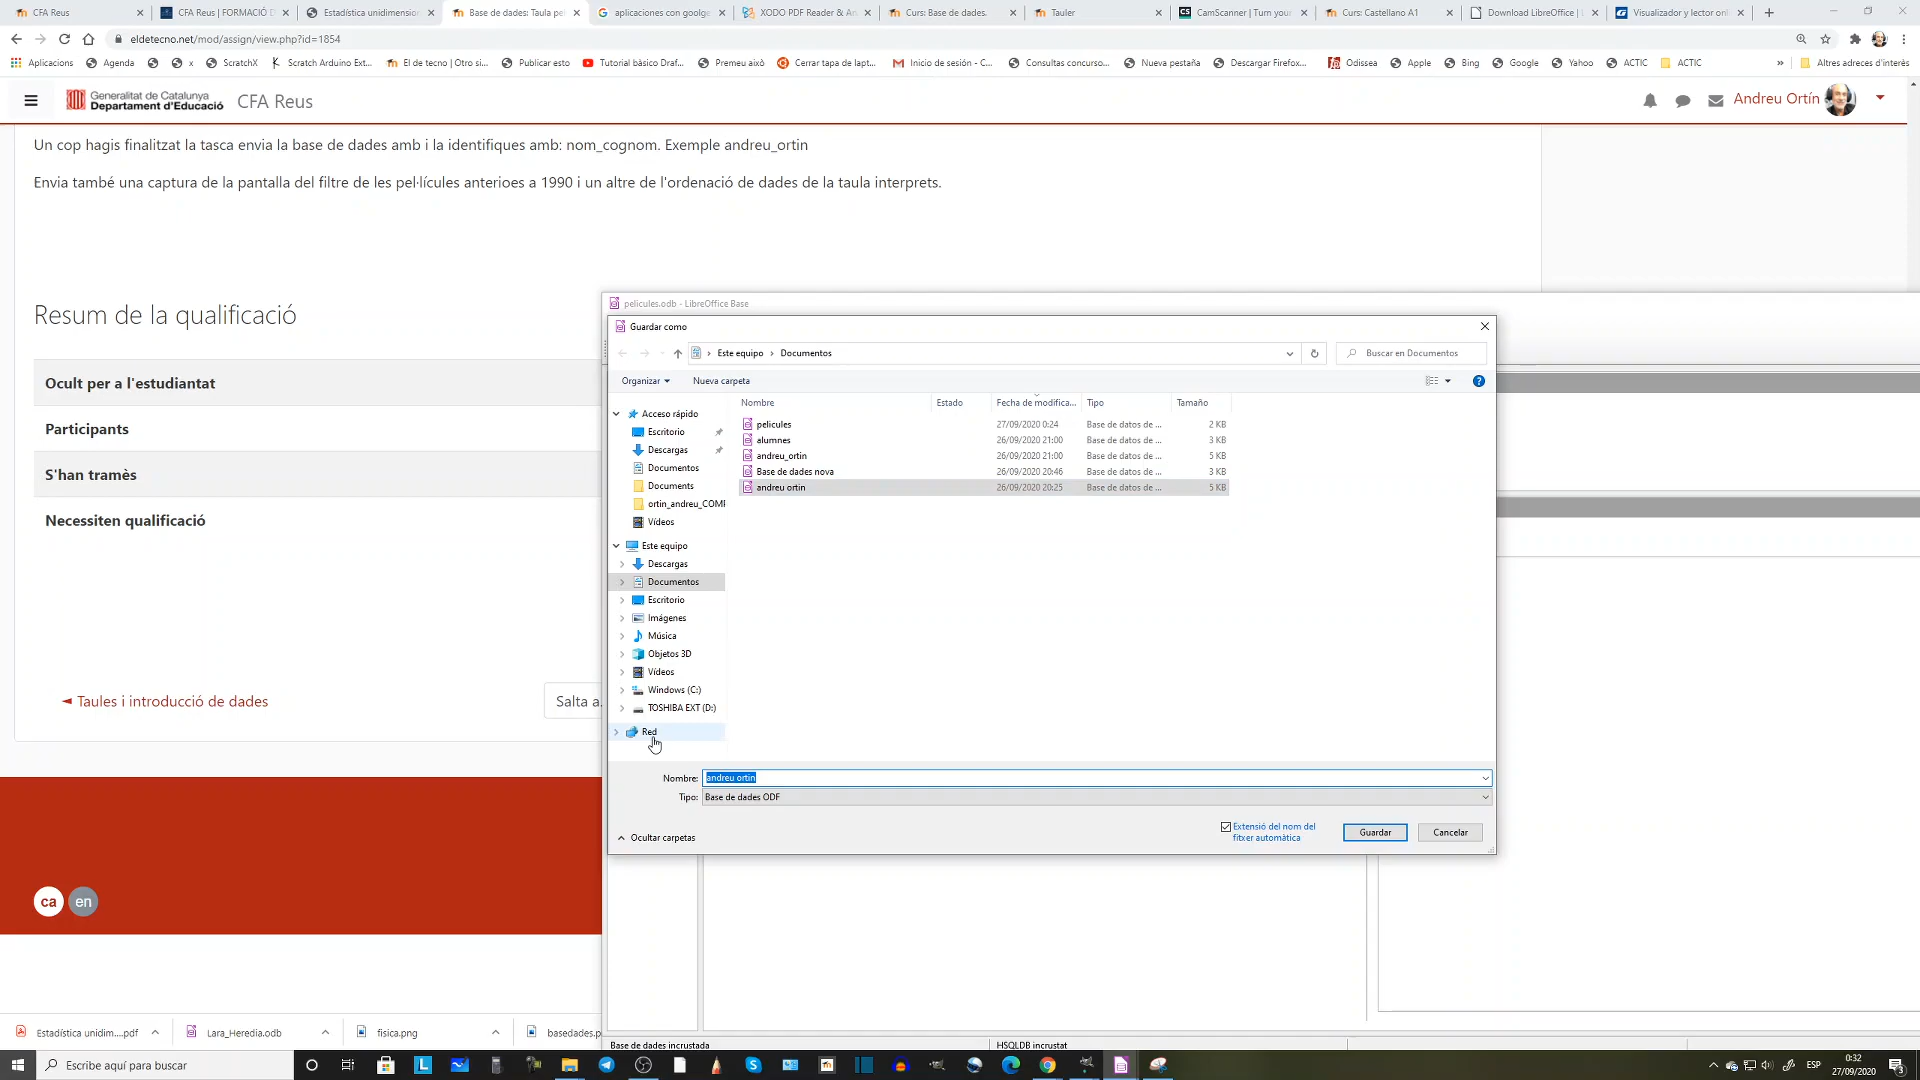 CFA Reus
CFA Reus | FORMACIÓ D
Estadística unidimension
Base de dades: Taula pel
aplicaciones con goolge
XODO PDF Reader & An
Curs: Base de dades.
Tauler
CamScanner | Turn your
Curs: Castellano A1
Download LibreOffice | L
Visualizador y lector onl
eldetecno.net/mod/assign/view.php?id=1854
Aplicacions
Agenda
x
ScratchX
Scratch Arduino Ext...
El de tecno | Otro si...
Publicar esto
Tutorial bàsico Draf...
Premeu això
Cerrar tapa de lapt...
Inicio de sesión - C...
Consultas concurso...
Nueva pestaña
Descargar Firefox...
Odissea
Apple
Bing
Google
Yahoo
ACTIC
ACTIC
»
Altres adreces d'interès
Generalitat de Catalunya
Departament d'Educació
CFA Reus
Andreu Ortín
Un cop hagis finalitzat la tasca envia la base de dades amb i la identifiques amb: nom_cognom. Exemple andreu_ortin
Envia també una captura de la pantalla del filtre de les pel·lícules anterioes a 1990 i un altre de l'ordenació de dades de la taula interprets.
Resum de la qualificació
Ocult per a l'estudiantat
Participants
S'han tramès
Necessiten qualificació
◄ Taules i introducció de dades
Salta a.
ca en
pelicules.odb - LibreOffice Base
Guardar como
Este equipo > Documentos
Buscar en Documentos
Organizar
Nueva carpeta
Nombre Estado Fecha de modifica... Tipo Tamaño
pelicules 27/09/2020 0:24 Base de datos de ... 2 KB
alumnes 26/09/2020 21:00 Base de datos de ... 3 KB
andreu_ortin 26/09/2020 21:00 Base de datos de ... 5 KB
Base de dades nova 26/09/2020 20:46 Base de datos de ... 3 KB
andreu ortin 26/09/2020 20:25 Base de datos de ... 5 KB
Acceso rápido
Escritorio
Descargas
Documentos
Documents
ortin_andreu_COMP
Vídeos
Este equipo
Descargas
Documentos
Escritorio
Imágenes
Música
Objetos 3D
Vídeos
Windows (C:)
TOSHIBA EXT (D:)
Red
Nombre: andreu ortin
Tipo: Base de dades ODF
Ocultar carpetas
Extensió del nom del
fitxer automàtica
Guardar
Cancelar
Estadística unidim....pdf
Lara_Heredia.odb
fisica.png
basedades.p
Base de dades incrustada
HSQLDB incrustat
Escribe aquí para buscar
ESP
0:32
27/09/2020
3